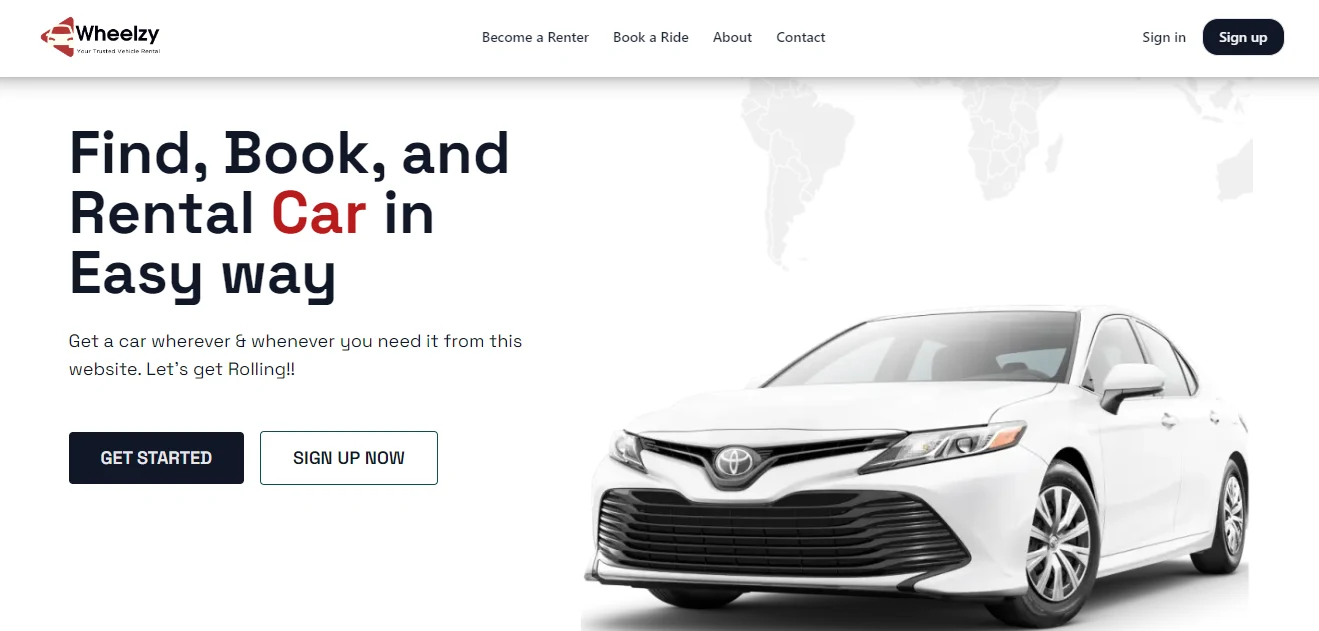 Wheelzy
Your Trusted Vehicle Rental
Become a Renter
Book a Ride
About
Contact
Sign in
Sign up
Find, Book, and
Rental Car in
Easy way
Get a car wherever & whenever you need it from this
website. Let's get Rolling!!
GET STARTED
SIGN UP NOW